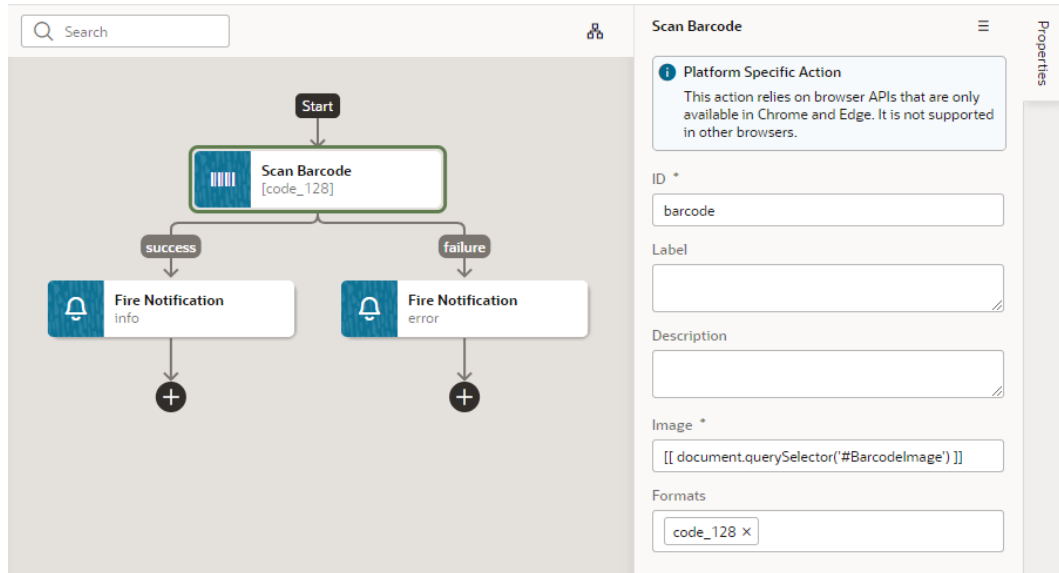 Search
Start
Scan Barcode
[code_128]
success
failure
Fire Notification
info
Fire Notification
error
Scan Barcode
Platform Specific Action
This action relies on browser APIs that are only
available in Chrome and Edge. It is not supported
in other browsers.
ID *
barcode
Label
Description
Image *
[[ document.querySelector('#BarcodeImage') ]]
Formats
code_128 ×
Properties